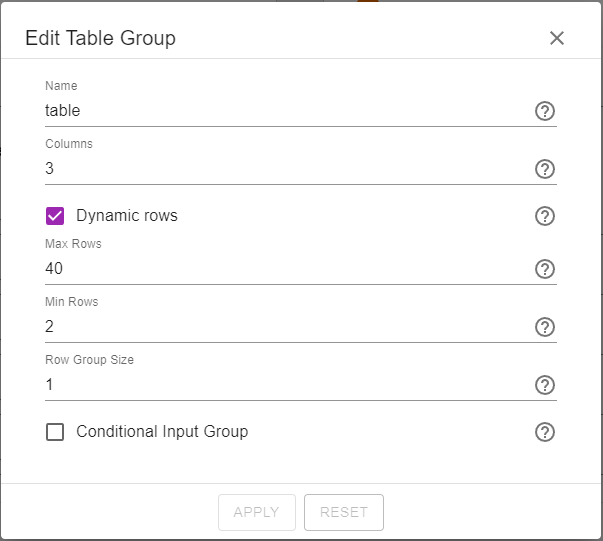 Edit Table Group
Name
table
Columns
3
Dynamic rows
Max Rows
40
Min Rows
2
Row Group Size
1
Conditional Input Group
APPLY RESET